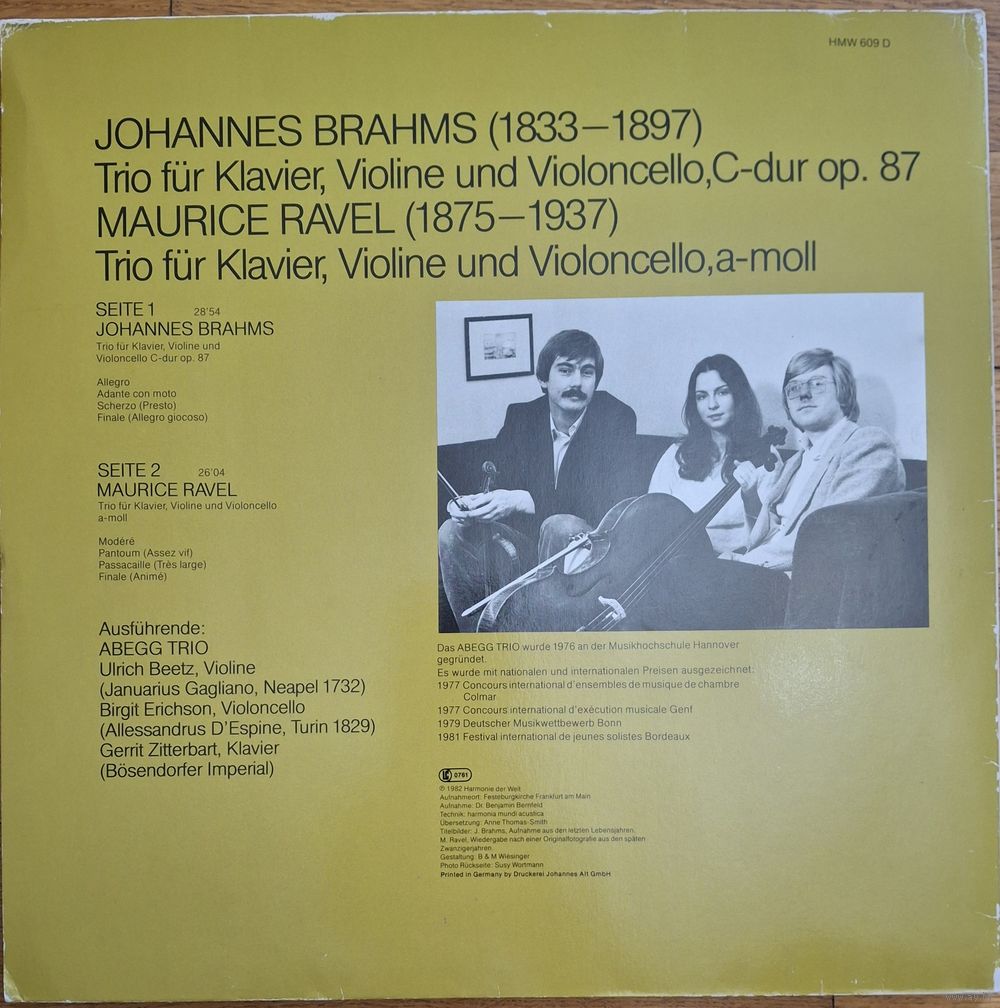 HMW 609 D
JOHANNES BRAHMS (1833–1897)
Trio für Klavier, Violine und Violoncello,C-dur op. 87
MAURICE RAVEL (1875–1937)
Trio für Klavier, Violine und Violoncello,a-moll
SEITE 1 28'54
JOHANNES BRAHMS
Trio für Klavier, Violine und
Violoncello C-dur op. 87
Allegro
Adante con moto
Scherzo (Presto)
Finale (Allegro giocoso)
SEITE 2 26'04
MAURICE RAVEL
Trio für Klavier, Violine und Violoncello
a-moll
Modéré
Pantoum (Assez vif)
Passacaille (Très large)
Finale (Animé)
Ausführende:
ABEGG TRIO
Ulrich Beetz, Violine
(Januarius Gagliano, Neapel 1732)
Birgit Erichson, Violoncello
(Allessandrus D'Espine, Turin 1829)
Gerrit Zitterbart, Klavier
(Bösendorfer Imperial)
Das ABEGG TRIO wurde 1976 an der Musikhochschule Hannover
gegründet.
Es wurde mit nationalen und internationalen Preisen ausgezeichnet:
1977 Concours international d'ensembles de musique de chambre
Colmar
1977 Concours international d'exécution musicale Genf
1979 Deutscher Musikwettbewerb Bonn
1981 Festival international de jeunes solistes Bordeaux
0761
℗ 1982 Harmonie der Welt
Aufnahmeort: Festeburgkirche Frankfurt am Main
Aufnahme: Dr. Benjamin Bernfeld
Technik: harmonia mundi acustica
Übersetzung: Anne Thomas-Smith
Titelbilder: J. Brahms, Aufnahme aus den letzten Lebensjahren.
M. Ravel, Wiedergabe nach einer Originalfotografie aus den späten
Zwanzigerjahren.
Gestaltung: B & M Wiesinger
Photo Rückseite: Susy Wortmann
Printed in Germany by Druckerei Johannes Alt GmbH